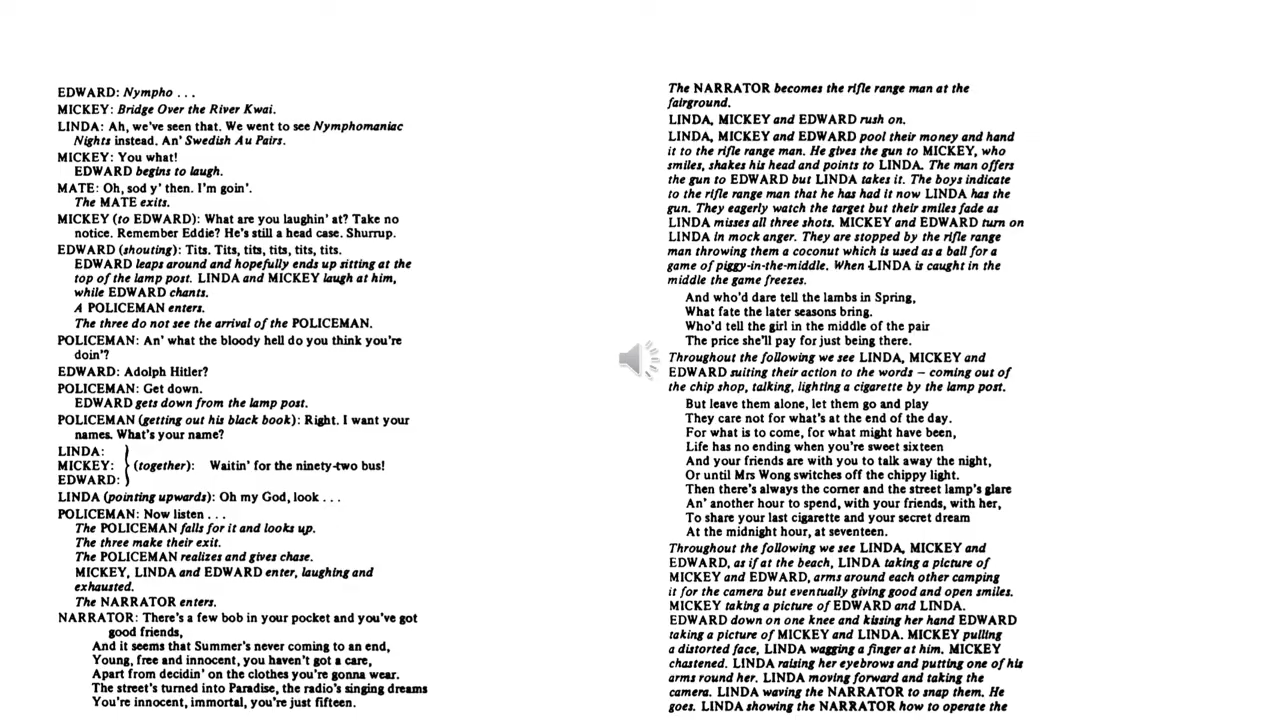 EDWARD: Nympho . . .
MICKEY: Bridge Over the River Kwai.
LINDA: Ah, we've seen that. We went to see Nymphomaniac
Nights instead. An' Swedish Au Pairs.
MICKEY: You what!
EDWARD begins to laugh.
MATE: Oh, sod y' then. I'm goin'.
The MATE exits.
MICKEY (to EDWARD): What are you laughin' at? Take no
notice. Remember Eddie? He's still a head case. Shurrup.
EDWARD (shouting): Tits. Tits, tits, tits, tits, tits.
EDWARD leaps around and hopefully ends up sitting at the
top of the lamp post. LINDA and MICKEY laugh at him,
while EDWARD chants.
A POLICEMAN enters.
The three do not see the arrival of the POLICEMAN.
POLICEMAN: An' what the bloody hell do you think you're
doin'?
EDWARD: Adolph Hitler?
POLICEMAN: Get down.
EDWARD gets down from the lamp post.
POLICEMAN (getting out his black book): Right. I want your
names. What's your name?
LINDA:
MICKEY: (together): Waitin' for the ninety-two bus!
EDWARD:
LINDA (pointing upwards): Oh my God, look . . .
POLICEMAN: Now listen . . .
The POLICEMAN falls for it and looks up.
The three make their exit.
The POLICEMAN realizes and gives chase.
MICKEY, LINDA and EDWARD enter, laughing and
exhausted.
The NARRATOR enters.
NARRATOR: There's a few bob in your pocket and you've got
good friends,
And it seems that Summer's never coming to an end,
Young, free and innocent, you haven't got a care,
Apart from decidin' on the clothes you're gonna wear.
The street's turned into Paradise, the radio's singing dreams
You're innocent, immortal, you're just fifteen.
The NARRATOR becomes the rifle range man at the
fairground.
LINDA, MICKEY and EDWARD rush on.
LINDA, MICKEY and EDWARD pool their money and hand
it to the rifle range man. He gives the gun to MICKEY, who
smiles, shakes his head and points to LINDA. The man offers
the gun to EDWARD but LINDA takes it. The boys indicate
to the rifle range man that he has had it now LINDA has the
gun. They eagerly watch the target but their smiles fade as
LINDA misses all three shots. MICKEY and EDWARD turn on
LINDA in mock anger. They are stopped by the rifle range
man throwing them a coconut which is used as a ball for a
game of piggy-in-the-middle. When LINDA is caught in the
middle the game freezes.
And who'd dare tell the lambs in Spring,
What fate the later seasons bring.
Who'd tell the girl in the middle of the pair
The price she'll pay for just being there.
Throughout the following we see LINDA, MICKEY and
EDWARD suiting their action to the words – coming out of
the chip shop, talking, lighting a cigarette by the lamp post.
But leave them alone, let them go and play
They care not for what's at the end of the day.
For what is to come, for what might have been,
Life has no ending when you're sweet sixteen
And your friends are with you to talk away the night,
Or until Mrs Wong switches off the chippy light.
Then there's always the corner and the street lamp's glare
An' another hour to spend, with your friends, with her,
To share your last cigarette and your secret dream
At the midnight hour, at seventeen.
Throughout the following we see LINDA, MICKEY and
EDWARD, as if at the beach, LINDA taking a picture of
MICKEY and EDWARD, arms around each other camping
it for the camera but eventually giving good and open smiles.
MICKEY taking a picture of EDWARD and LINDA.
EDWARD down on one knee and kissing her hand EDWARD
taking a picture of MICKEY and LINDA. MICKEY pulling
a distorted face, LINDA wagging a finger at him. MICKEY
chastened. LINDA raising her eyebrows and putting one of his
arms round her. LINDA moving forward and taking the
camera. LINDA waving the NARRATOR to snap them. He
goes. LINDA showing the NARRATOR how to operate the